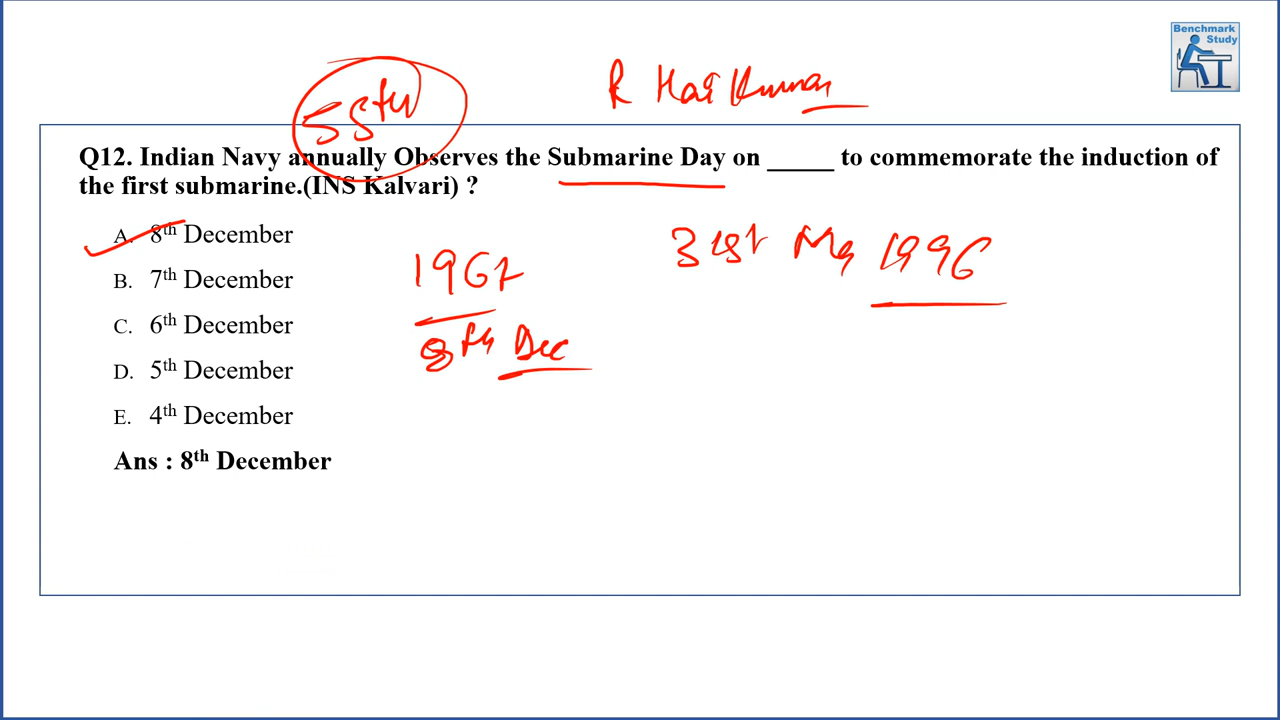 Benchmark
Study
R Hari Kumar
55th
Q12. Indian Navy annually Observes the Submarine Day on _____ to commemorate the induction of
the first submarine.(INS Kalvari) ?
A. 8th December
B. 7th December
C. 6th December
D. 5th December
E. 4th December
Ans : 8th December
1967
8th Dec
31st 1996